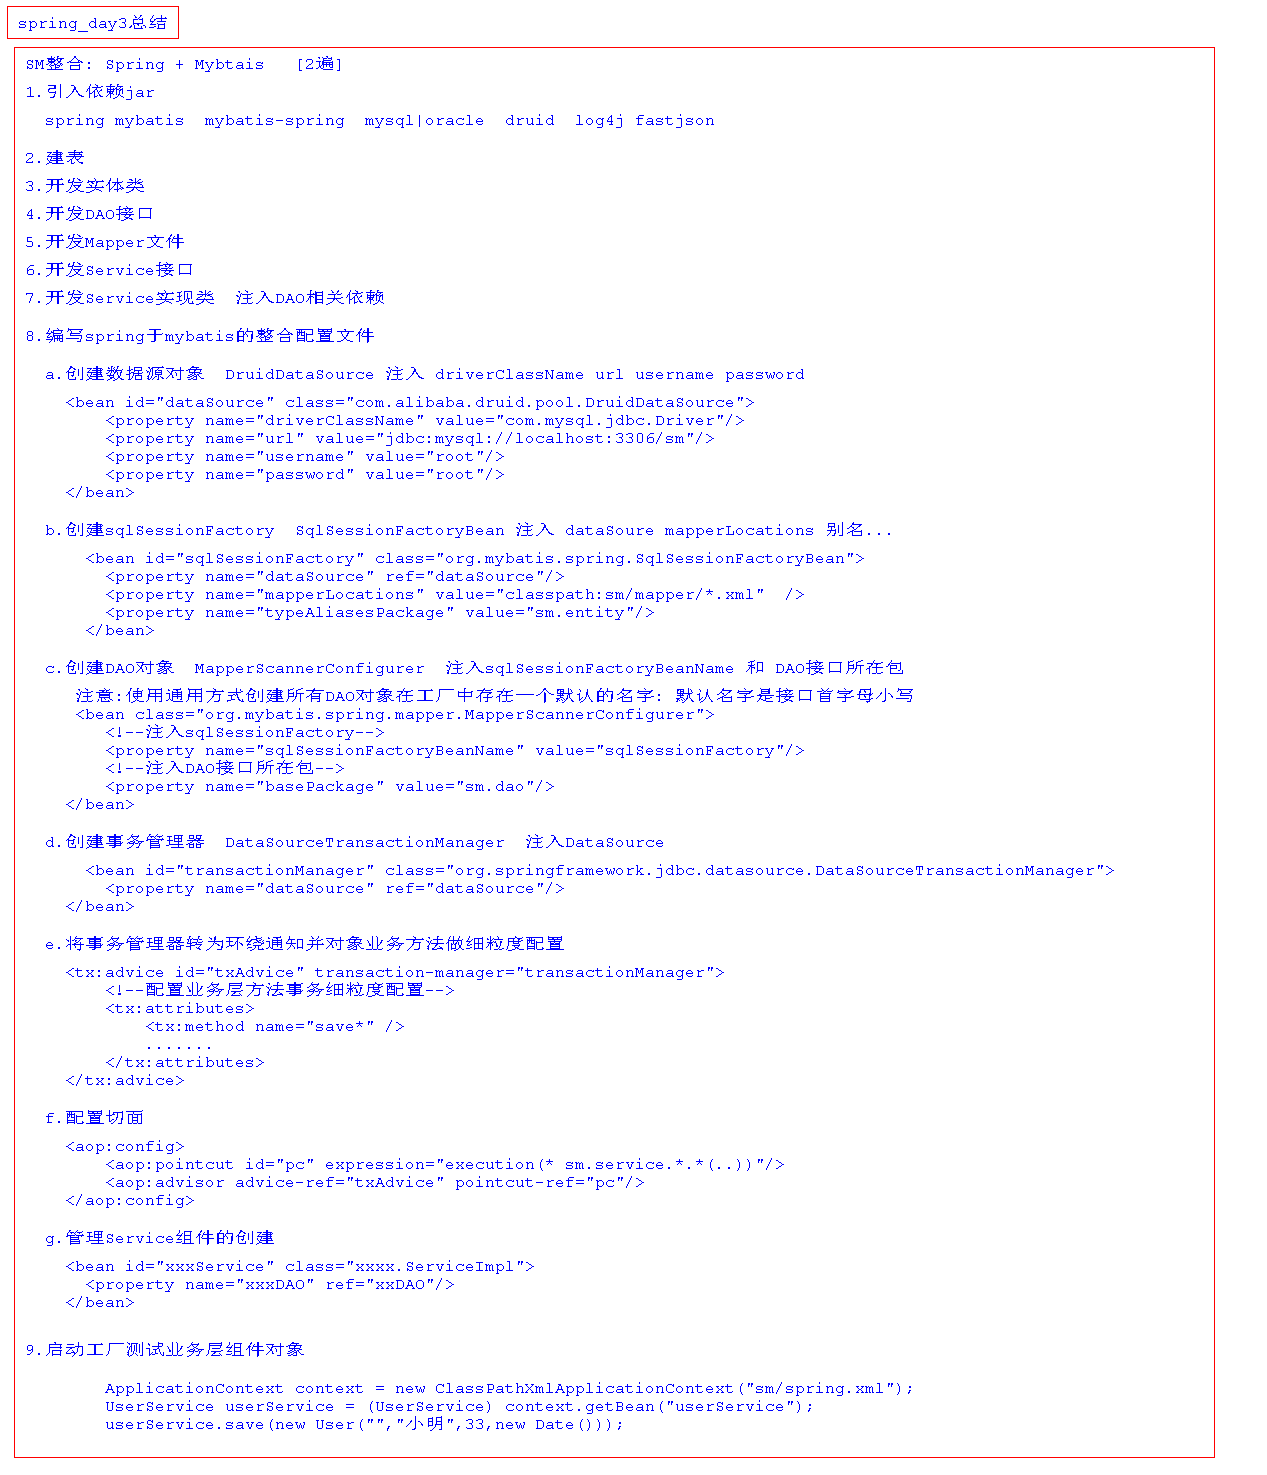 spring_day3总结
SM整合: Spring + Mybtais [2遍]
1.引入依赖jar
spring mybatis mybatis-spring mysql|oracle druid log4j fastjson
2.建表
3.开发实体类
4.开发DAO接口
5.开发Mapper文件
6.开发Service接口
7.开发Service实现类 注入DAO相关依赖
8.编写spring于mybatis的整合配置文件
a.创建数据源对象 DruidDataSource 注入 driverClassName url username password
<bean id="dataSource" class="com.alibaba.druid.pool.DruidDataSource">
<property name="driverClassName" value="com.mysql.jdbc.Driver"/>
<property name="url" value="jdbc:mysql://localhost:3306/sm"/>
<property name="username" value="root"/>
<property name="password" value="root"/>
</bean>
b.创建sqlSessionFactory SqlSessionFactoryBean 注入 dataSoure mapperLocations 别名...
<bean id="sqlSessionFactory" class="org.mybatis.spring.SqlSessionFactoryBean">
<property name="dataSource" ref="dataSource"/>
<property name="mapperLocations" value="classpath:sm/mapper/*.xml" />
<property name="typeAliasesPackage" value="sm.entity"/>
</bean>
c.创建DAO对象 MapperScannerConfigurer 注入sqlSessionFactoryBeanName 和 DAO接口所在包
注意:使用通用方式创建所有DAO对象在工厂中存在一个默认的名字: 默认名字是接口首字母小写
<bean class="org.mybatis.spring.mapper.MapperScannerConfigurer">
<!--注入sqlSessionFactory-->
<property name="sqlSessionFactoryBeanName" value="sqlSessionFactory"/>
<!--注入DAO接口所在包-->
<property name="basePackage" value="sm.dao"/>
</bean>
d.创建事务管理器 DataSourceTransactionManager 注入DataSource
<bean id="transactionManager" class="org.springframework.jdbc.datasource.DataSourceTransactionManager">
<property name="dataSource" ref="dataSource"/>
</bean>
e.将事务管理器转为环绕通知并对象业务方法做细粒度配置
<tx:advice id="txAdvice" transaction-manager="transactionManager">
<!--配置业务层方法事务细粒度配置-->
<tx:attributes>
<tx:method name="save*" />
.......
</tx:attributes>
</tx:advice>
f.配置切面
<aop:config>
<aop:pointcut id="pc" expression="execution(* sm.service.*.*(..))"/>
<aop:advisor advice-ref="txAdvice" pointcut-ref="pc"/>
</aop:config>
g.管理Service组件的创建
<bean id="xxxService" class="xxxx.ServiceImpl">
<property name="xxxDAO" ref="xxDAO"/>
</bean>
9.启动工厂测试业务层组件对象
ApplicationContext context = new ClassPathXmlApplicationContext("sm/spring.xml");
UserService userService = (UserService) context.getBean("userService");
userService.save(new User("","小明",33,new Date()));